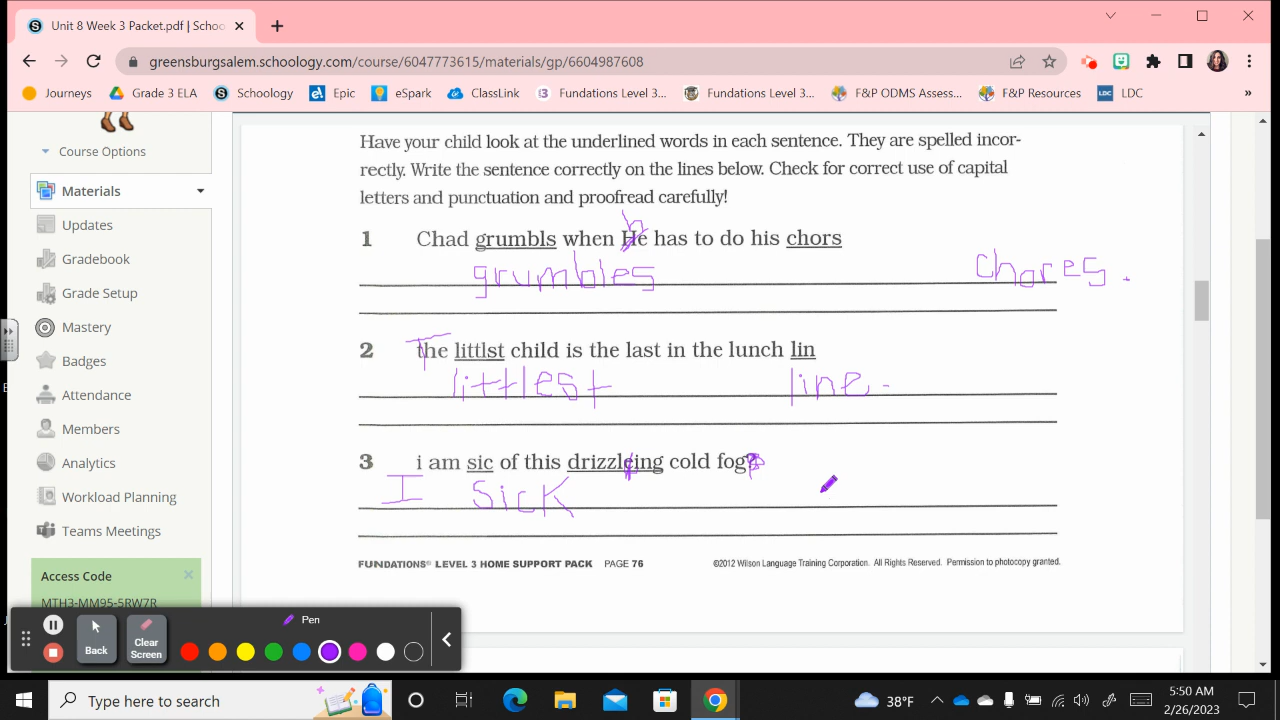 Unit 8 Week 3 Packet.pdf | Schoo
greensburgsalem.schoology.com/course/6047773615/materials/gp/6604987608
Journeys Grade 3 ELA Schoology Epic eSpark ClassLink Fundations Level 3... Fundations Level 3... F&P ODMS Assess... F&P Resources LDC »
Course Options
Materials
Updates
Gradebook
Grade Setup
Mastery
Badges
Attendance
Members
Analytics
Workload Planning
Teams Meetings
Access Code
MTH3-MM95-5RW7R
Have your child look at the underlined words in each sentence. They are spelled incor-
rectly. Write the sentence correctly on the lines below. Check for correct use of capital
letters and punctuation and proofread carefully!
h
1 Chad grumbls when He has to do his chors
grumbles chores.
2 the littlst child is the last in the lunch lin
T
littlest line.
3 i am sic of this drizzleing cold fog?
I sick
FUNDATIONS® LEVEL 3 HOME SUPPORT PACK PAGE 76 ©2012 Wilson Language Training Corporation. All Rights Reserved. Permission to photocopy granted.
Pen
Back
Clear Screen
Type here to search
38°F
5:50 AM
2/26/2023